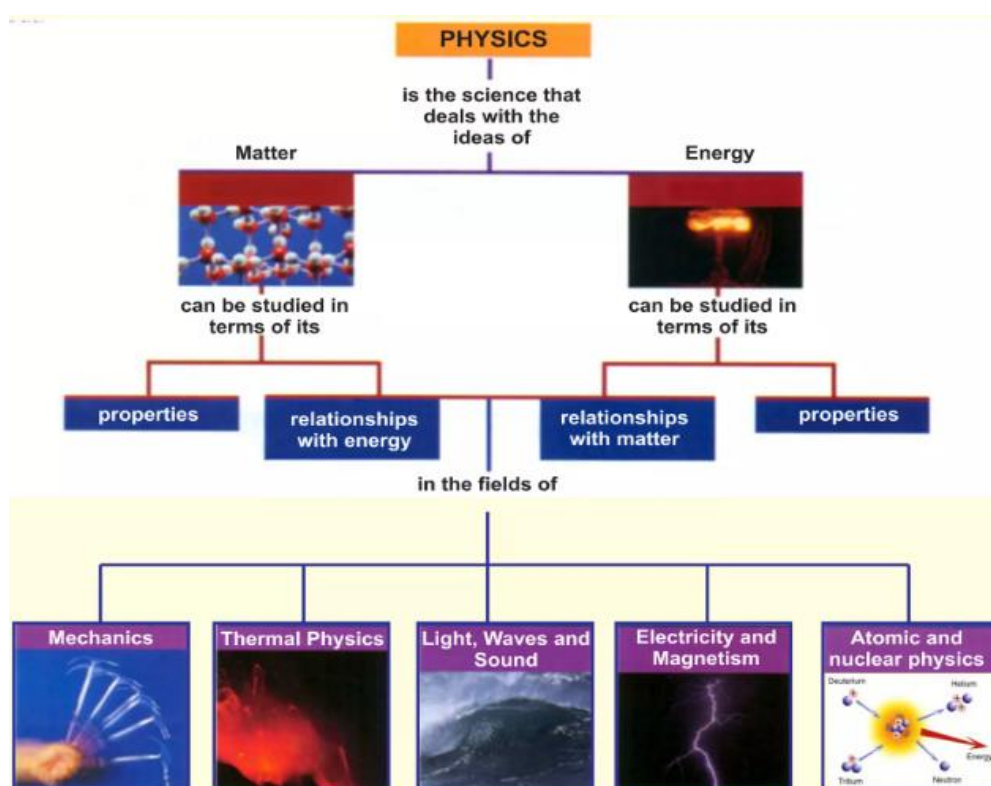 PHYSICS
is the science that
deals with the
ideas of
Matter
Energy
can be studied in
terms of its
can be studied in
terms of its
properties
relationships
with energy
relationships
with matter
properties
in the fields of
Mechanics
Thermal Physics
Light, Waves and
Sound
Electricity and
Magnetism
Atomic and
nuclear physics
Deuterium
Helium
Energy
Tritium
Neutron